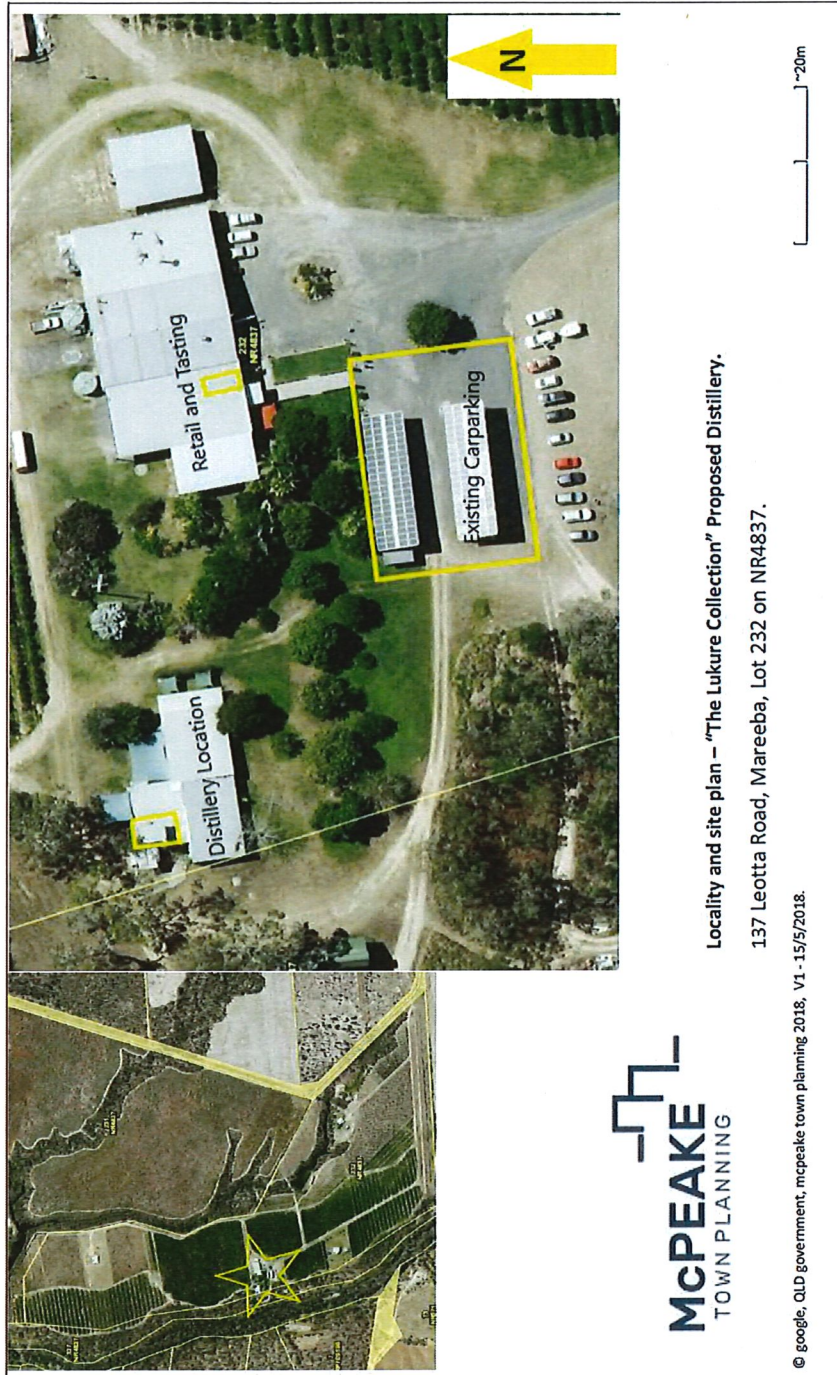 N
Retail and Tasting
232
NR4837
Distillery Location
Existing Carparking
Locality and site plan – "The Lukure Collection" Proposed Distillery.
137 Leotta Road, Mareeba, Lot 232 on NR4837.
[______]______] ~20m
McPEAKE
TOWN PLANNING
© google, QLD government, mcpeake town planning 2018, V1 - 15/5/2018.